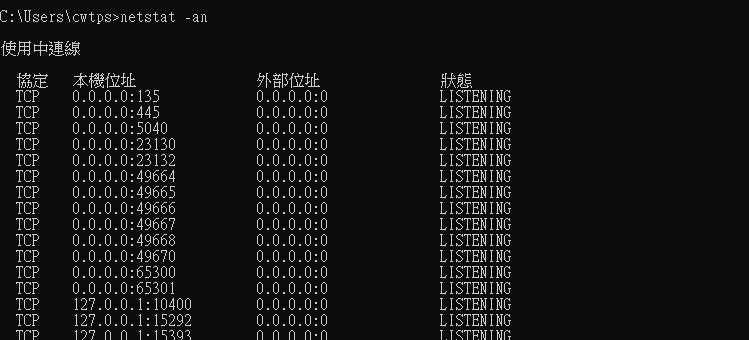 C:\Users\cwtps>netstat -an
使用中連線
協定 本機位址 外部位址 狀態
TCP 0.0.0.0:135 0.0.0.0:0 LISTENING
TCP 0.0.0.0:445 0.0.0.0:0 LISTENING
TCP 0.0.0.0:5040 0.0.0.0:0 LISTENING
TCP 0.0.0.0:23130 0.0.0.0:0 LISTENING
TCP 0.0.0.0:23132 0.0.0.0:0 LISTENING
TCP 0.0.0.0:49664 0.0.0.0:0 LISTENING
TCP 0.0.0.0:49665 0.0.0.0:0 LISTENING
TCP 0.0.0.0:49666 0.0.0.0:0 LISTENING
TCP 0.0.0.0:49667 0.0.0.0:0 LISTENING
TCP 0.0.0.0:49668 0.0.0.0:0 LISTENING
TCP 0.0.0.0:49670 0.0.0.0:0 LISTENING
TCP 0.0.0.0:65300 0.0.0.0:0 LISTENING
TCP 0.0.0.0:65301 0.0.0.0:0 LISTENING
TCP 127.0.0.1:10400 0.0.0.0:0 LISTENING
TCP 127.0.0.1:15292 0.0.0.0:0 LISTENING
TCP 127.0.0.1:15393 0.0.0.0:0 LISTENING